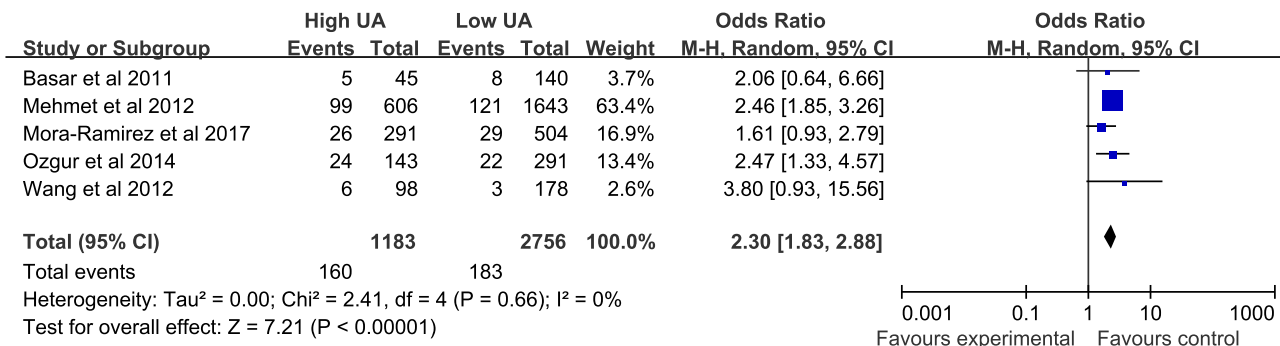 High UA Low UA Odds Ratio Odds Ratio
Study or Subgroup Events Total Events Total Weight M-H, Random, 95% CI M-H, Random, 95% CI
Basar et al 2011 5 45 8 140 3.7% 2.06 [0.64, 6.66]
Mehmet et al 2012 99 606 121 1643 63.4% 2.46 [1.85, 3.26]
Mora-Ramirez et al 2017 26 291 29 504 16.9% 1.61 [0.93, 2.79]
Ozgur et al 2014 24 143 22 291 13.4% 2.47 [1.33, 4.57]
Wang et al 2012 6 98 3 178 2.6% 3.80 [0.93, 15.56]
Total (95% CI) 1183 2756 100.0% 2.30 [1.83, 2.88]
Total events 160 183
Heterogeneity: Tau² = 0.00; Chi² = 2.41, df = 4 (P = 0.66); I² = 0%
Test for overall effect: Z = 7.21 (P < 0.00001)
0.001 0.1 1 10 1000
Favours experimental Favours control